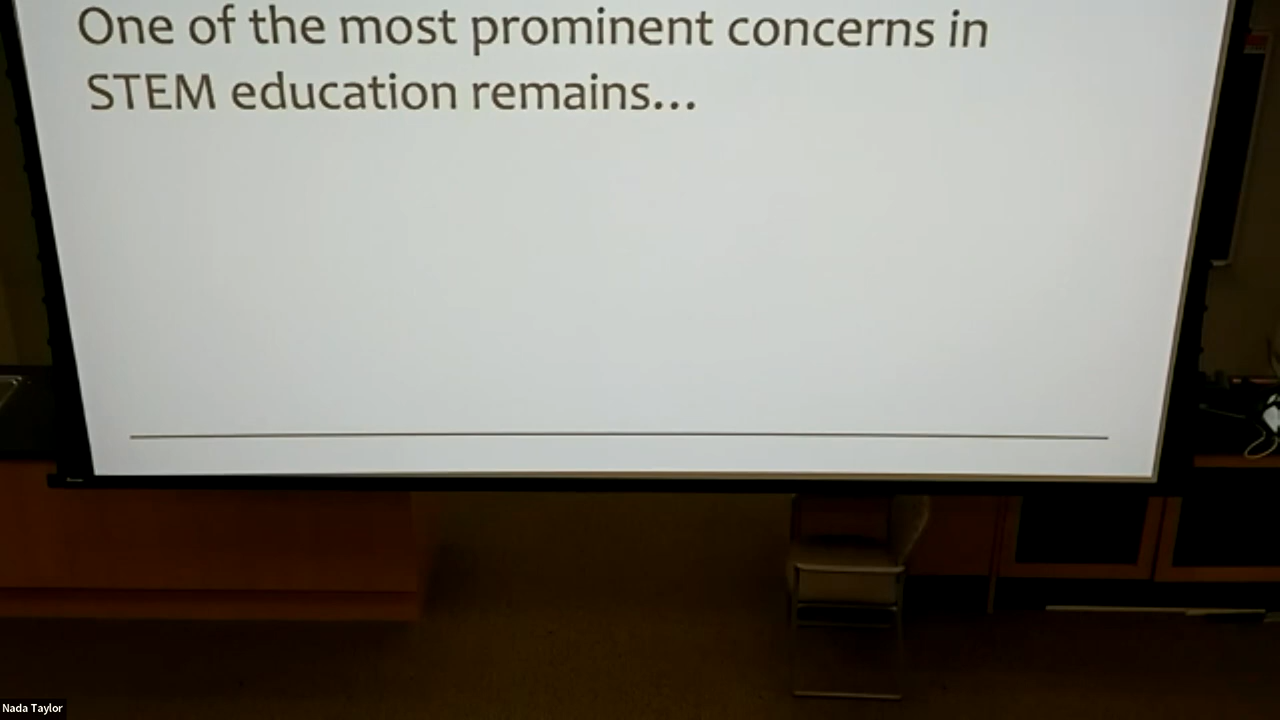 One of the most prominent concerns in
STEM education remains...
Nada Taylor